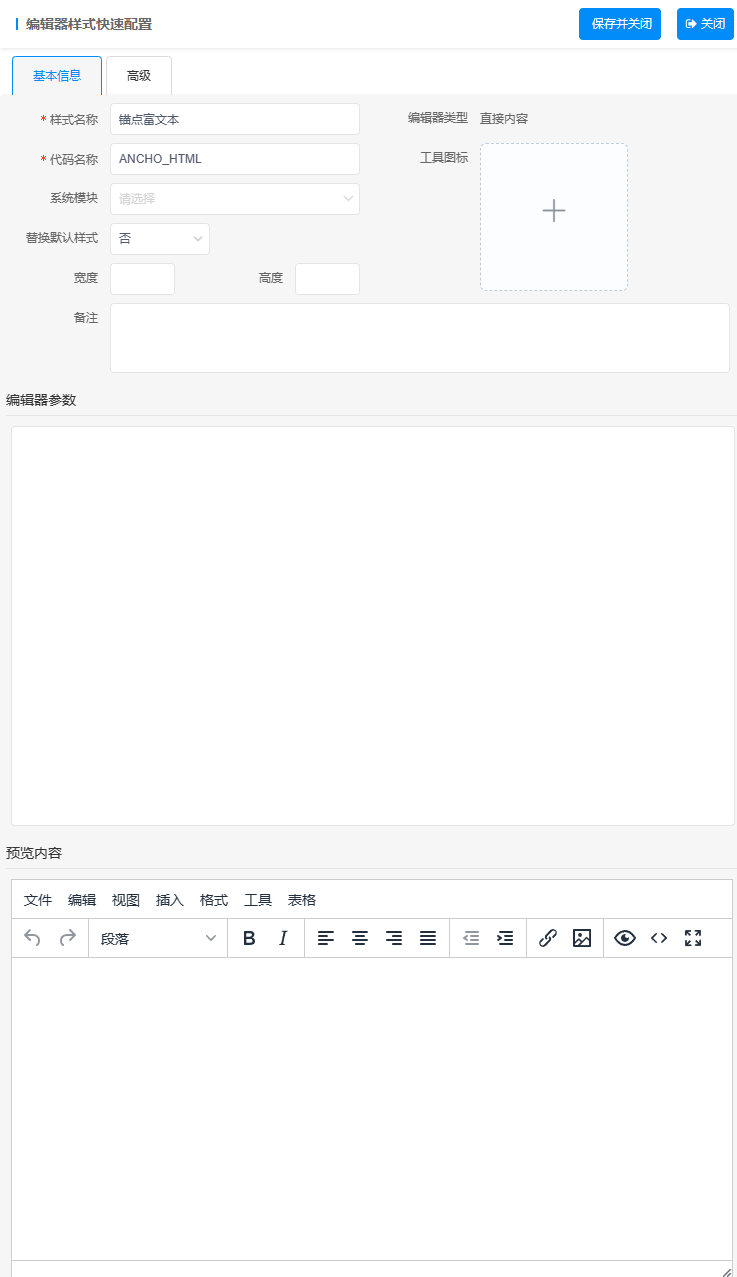 编辑器样式快速配置
保存并关闭
关闭
基本信息
高级
* 样式名称 锚点富文本
编辑器类型 直接内容
* 代码名称 ANCHO_HTML
工具图标
系统模块 请选择
替换默认样式 否
宽度
高度
备注
编辑器参数
预览内容
文件 编辑 视图 插入 格式 工具 表格
段落 B I